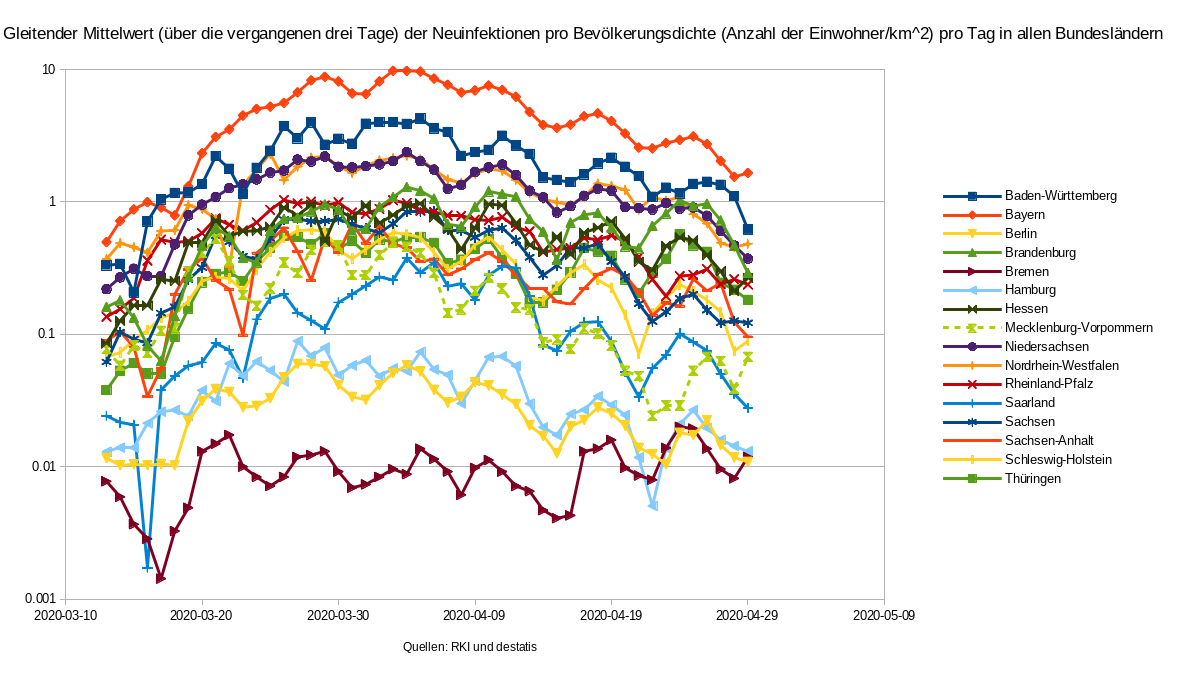 Gleitender Mittelwert (über die vergangenen drei Tage) der Neuinfektionen pro Bevölkerungsdichte (Anzahl der Einwohner/km^2) pro Tag in allen Bundesländern
10
1
0.1
0.01
0.001
2020-03-10 2020-03-20 2020-03-30 2020-04-09 2020-04-19 2020-04-29 2020-05-09
Quellen: RKI und destatis
Baden-Württemberg
Bayern
Berlin
Brandenburg
Bremen
Hamburg
Hessen
Mecklenburg-Vorpommern
Niedersachsen
Nordrhein-Westfalen
Rheinland-Pfalz
Saarland
Sachsen
Sachsen-Anhalt
Schleswig-Holstein
Thüringen